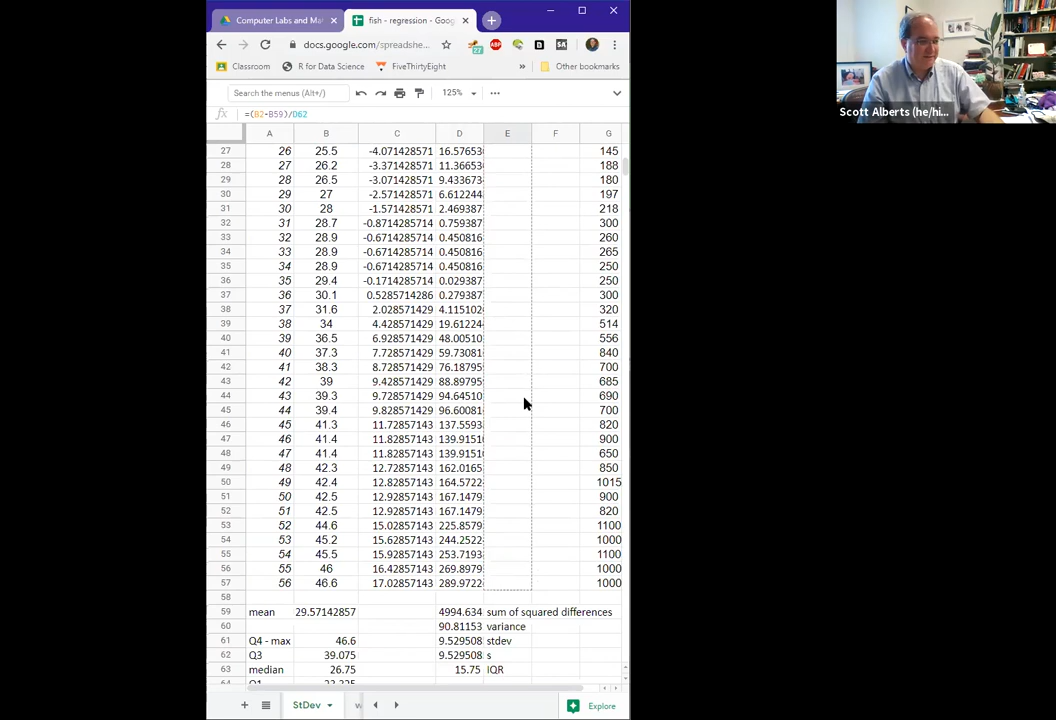 Computer Labs and Ma
fish - regression - Goog
docs.google.com/spreadshe...
27
ABP
Classroom
R for Data Science
FiveThirtyEight
»
Other bookmarks
Search the menus (Alt+/)
125%
=(B2-B59)/D62
A B C D E F G
27 26 25.5 -4.071428571 16.57653 145
28 27 26.2 -3.371428571 11.36653 188
29 28 26.5 -3.071428571 9.433673 180
30 29 27 -2.571428571 6.612244 197
31 30 28 -1.571428571 2.469387 218
32 31 28.7 -0.8714285714 0.759387 300
33 32 28.9 -0.6714285714 0.450816 260
34 33 28.9 -0.6714285714 0.450816 265
35 34 28.9 -0.6714285714 0.450816 250
36 35 29.4 -0.1714285714 0.029387 250
37 36 30.1 0.5285714286 0.279387 300
38 37 31.6 2.028571429 4.115102 320
39 38 34 4.428571429 19.61224 514
40 39 36.5 6.928571429 48.00510 556
41 40 37.3 7.728571429 59.73081 840
42 41 38.3 8.728571429 76.18795 700
43 42 39 9.428571429 88.89795 685
44 43 39.3 9.728571429 94.64510 690
45 44 39.4 9.828571429 96.60081 700
46 45 41.3 11.72857143 137.5593 820
47 46 41.4 11.82857143 139.9151 900
48 47 41.4 11.82857143 139.9151 650
49 48 42.3 12.72857143 162.0165 850
50 49 42.4 12.82857143 164.5722 1015
51 50 42.5 12.92857143 167.1479 900
52 51 42.5 12.92857143 167.1479 820
53 52 44.6 15.02857143 225.8579 1100
54 53 45.2 15.62857143 244.2522 1000
55 54 45.5 15.92857143 253.7193 1100
56 55 46 16.42857143 269.8979 1000
57 56 46.6 17.02857143 289.9722 1000
58
59 mean 29.57142857 4994.634 sum of squared differences
60 90.81153 variance
61 Q4 - max 46.6 9.529508 stdev
62 Q3 39.075 9.529508 s
63 median 26.75 15.75 IQR
StDev
Explore
Scott Alberts (he/hi...